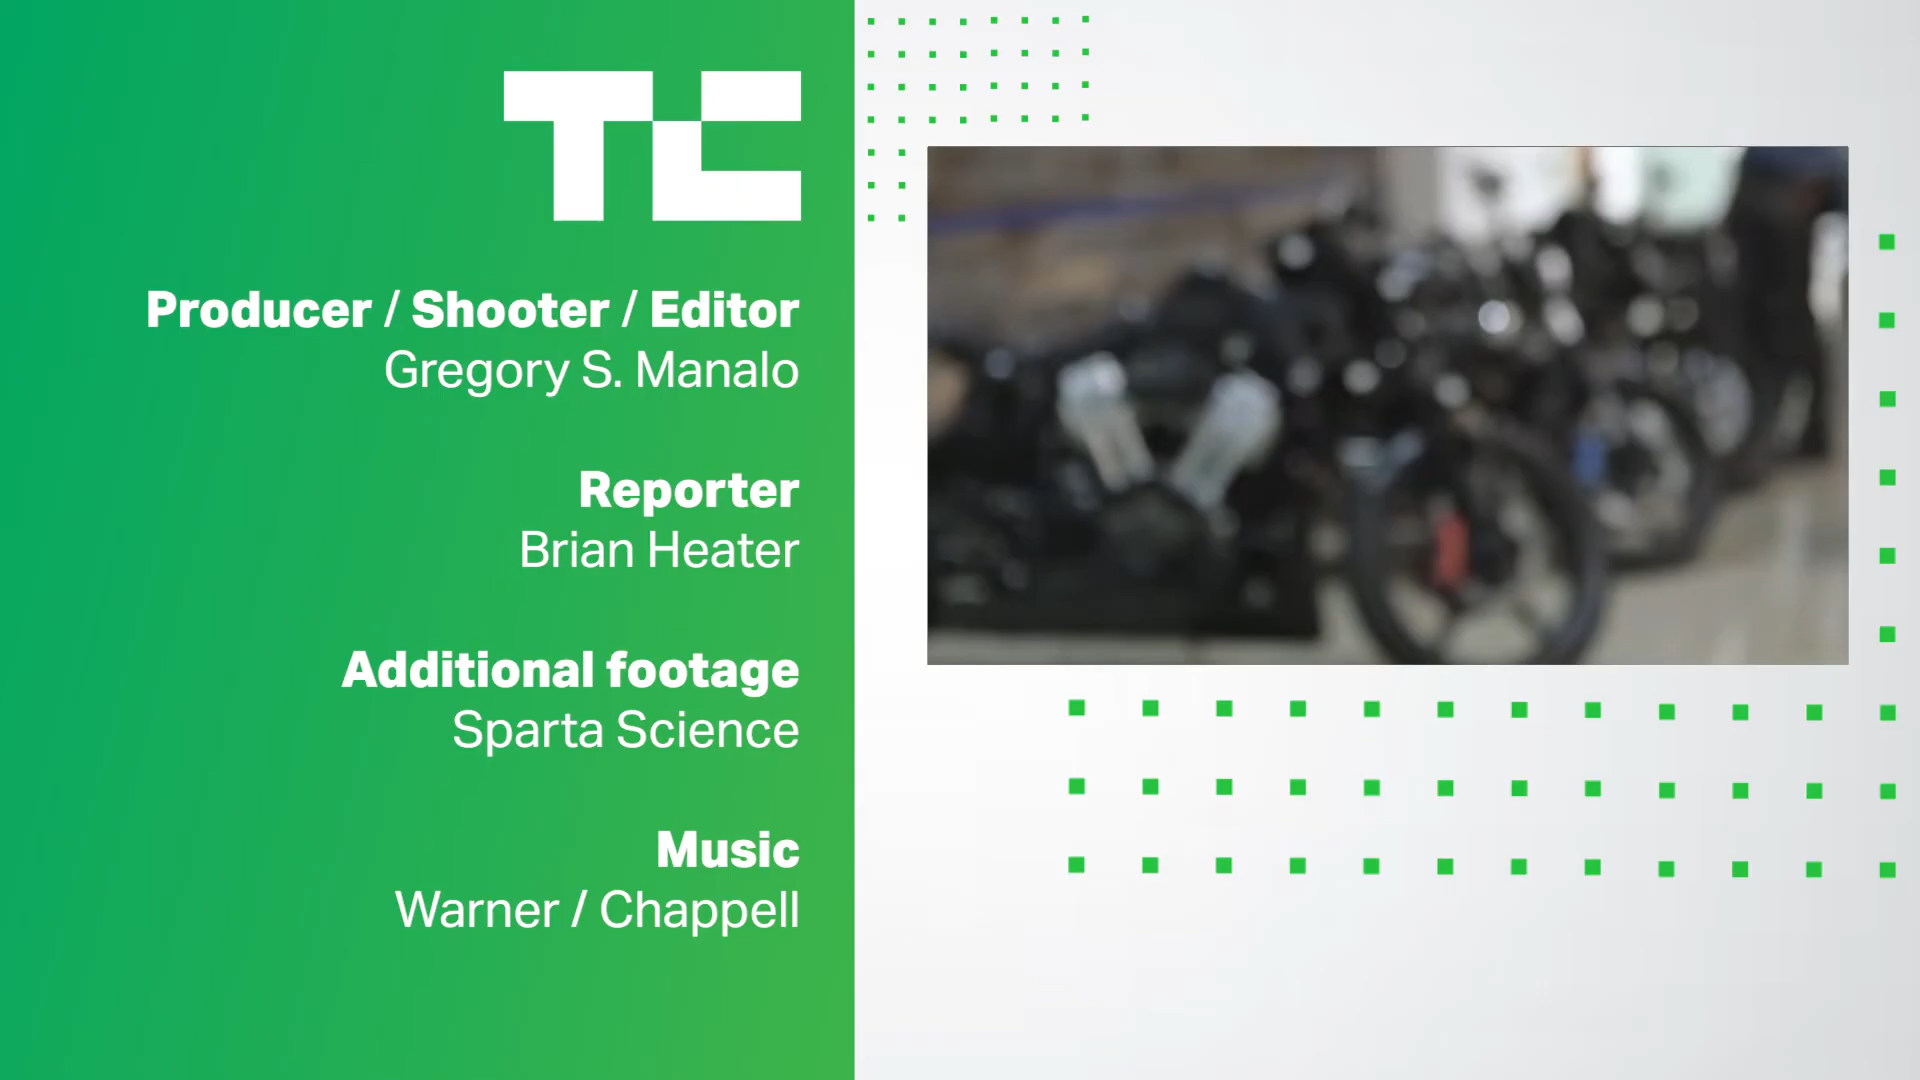 TC
Producer / Shooter / Editor
Gregory S. Manalo
Reporter
Brian Heater
Additional footage
Sparta Science
Music
Warner / Chappell